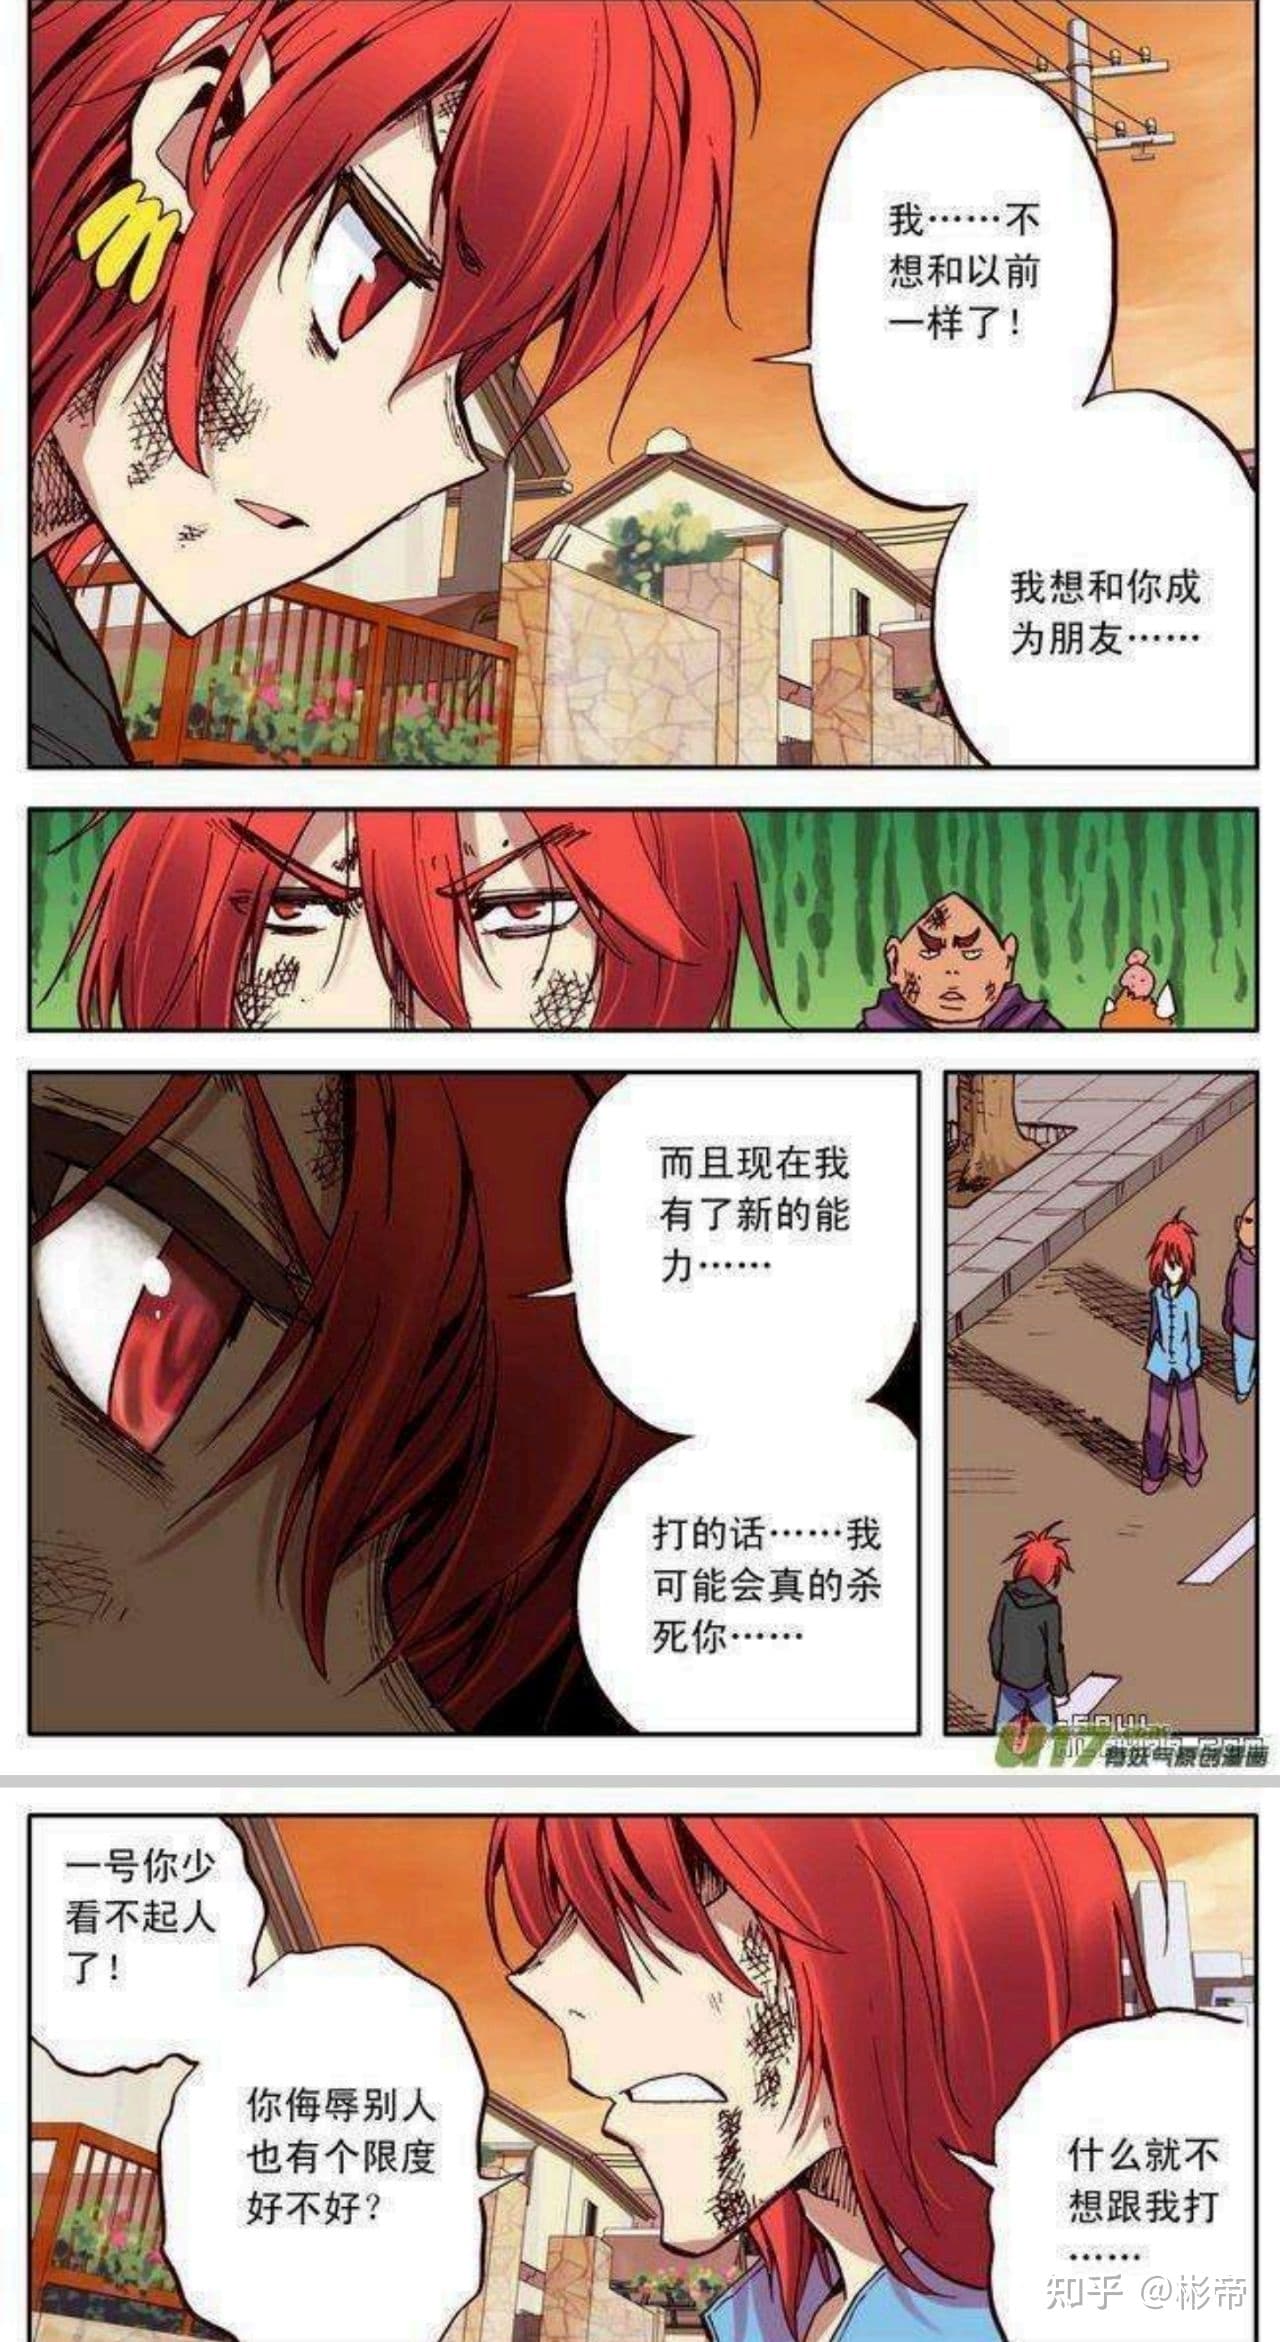 我……不
想和以前
一样了！
我想和你成
为朋友……
而且现在我
有了新的能
力……
打的话……我
可能会真的杀
死你……
u17 有妖气原创漫画
一号你少
看不起人
了！
你侮辱别人
也有个限度
好不好？
什么就不
想跟我打
……
知乎 @彬帝